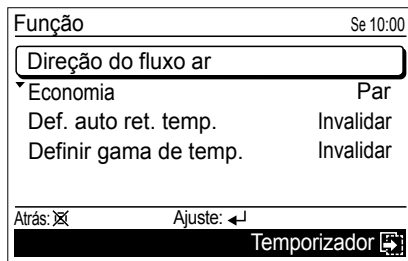 Função Se 10:00
Direção do fluxo ar
Economia Par
Def. auto ret. temp. Invalidar
Definir gama de temp. Invalidar
Atrás: Ajuste:
Temporizador